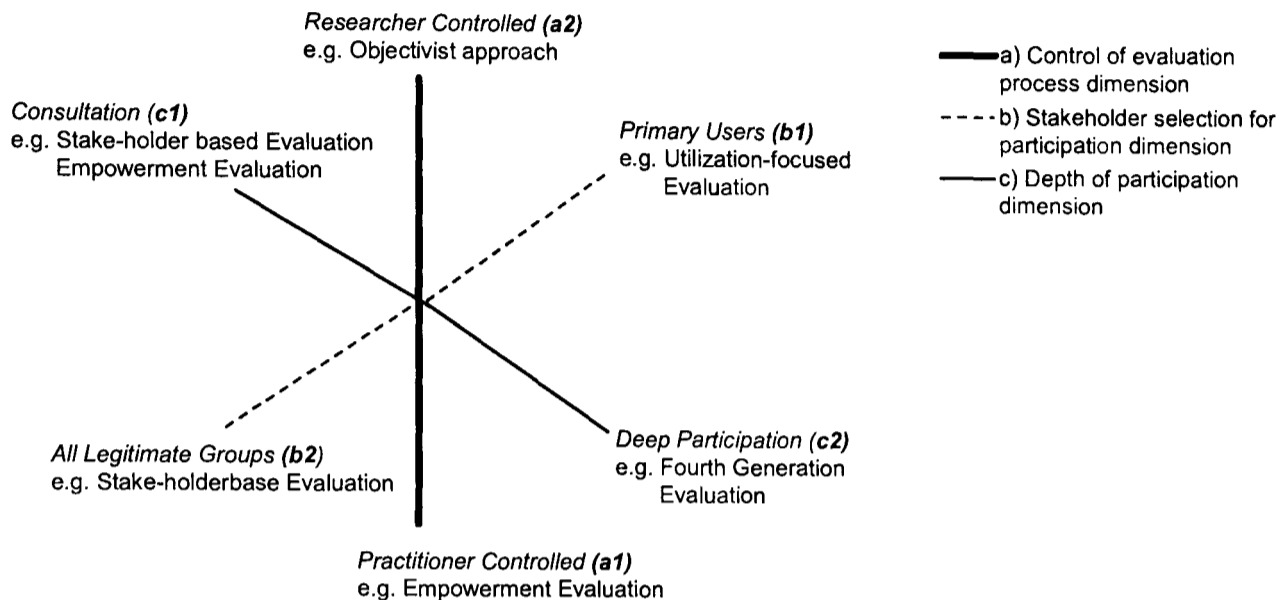 Researcher Controlled (a2)
e.g. Objectivist approach
Consultation (c1)
e.g. Stake-holder based Evaluation
Empowerment Evaluation
Primary Users (b1)
e.g. Utilization-focused
Evaluation
a) Control of evaluation
process dimension
b) Stakeholder selection for
participation dimension
c) Depth of participation
dimension
All Legitimate Groups (b2)
e.g. Stake-holderbase Evaluation
Deep Participation (c2)
e.g. Fourth Generation
Evaluation
Practitioner Controlled (a1)
e.g. Empowerment Evaluation